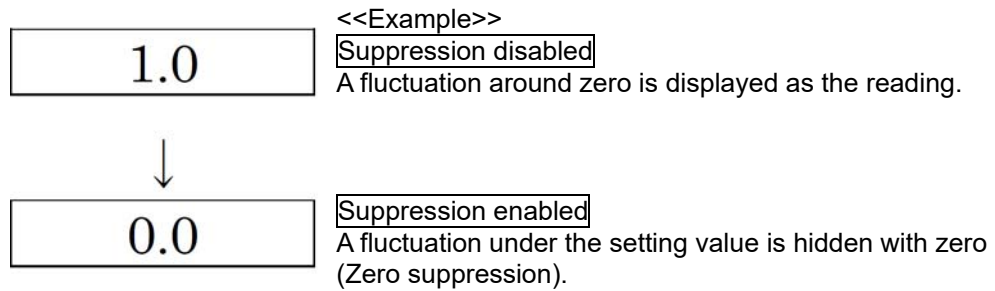 <<Example>>
Suppression disabled
1.0
A fluctuation around zero is displayed as the reading.
↓
Suppression enabled
0.0
A fluctuation under the setting value is hidden with zero
(Zero suppression).